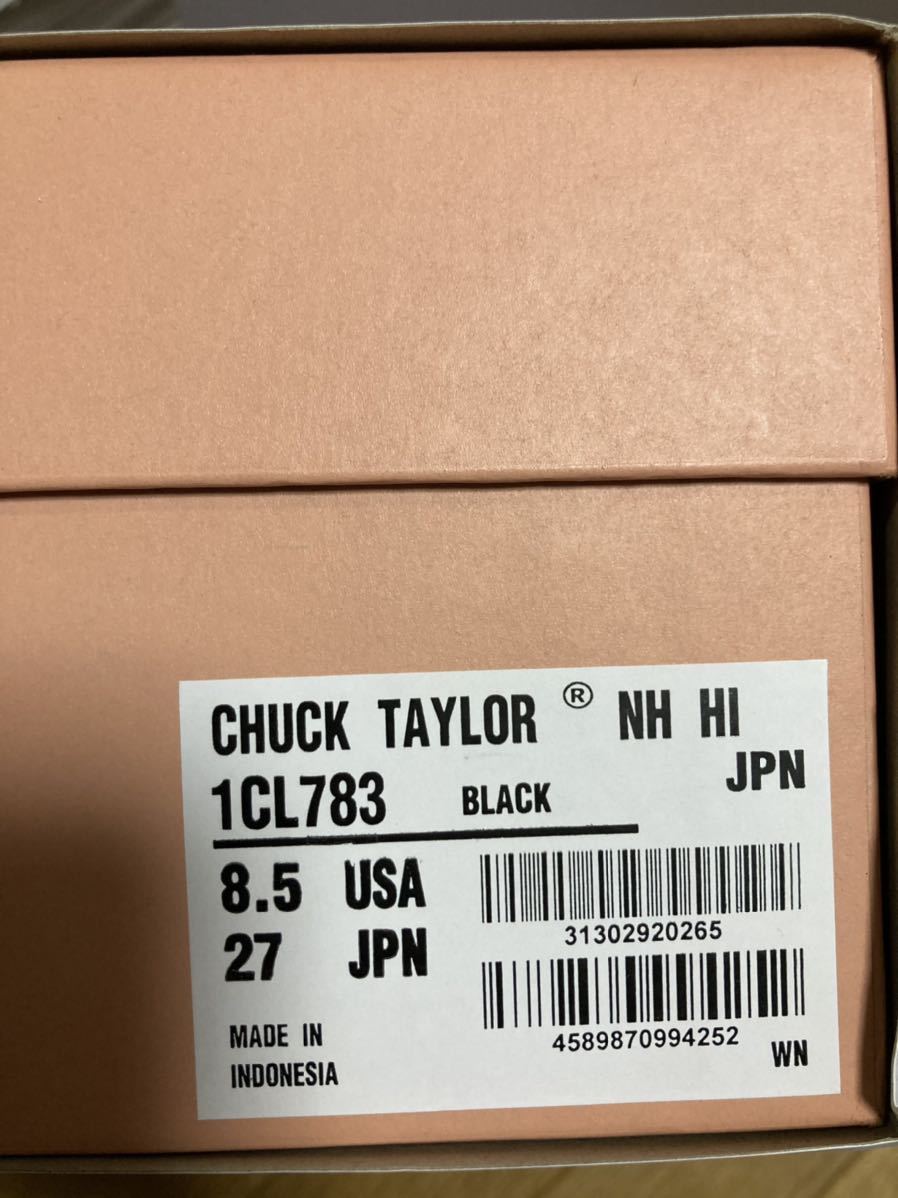 CHUCK TAYLOR ® NH HI
JPN
1CL783 BLACK
8.5 USA
27 JPN
31302920265
4589870994252
MADE IN
INDONESIA
WN